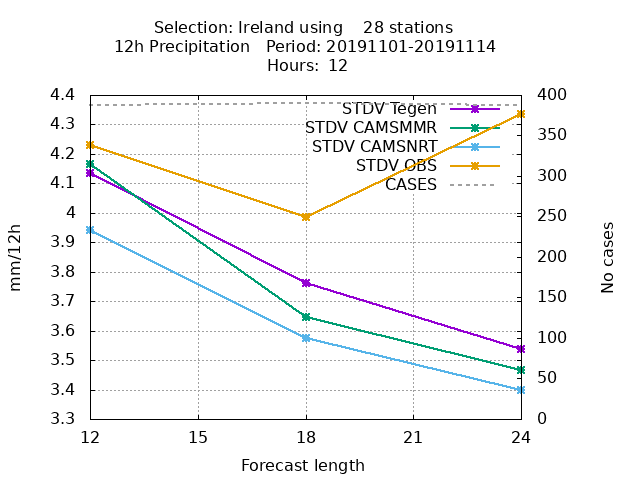 Selection: Ireland using    28 stations
12h Precipitation   Period: 20191101-20191114
Hours:  12
STDV Tegen
STDV CAMSMMR
STDV CAMSNRT
STDV OBS
CASES
4.4
4.3
4.2
4.1
4
3.9
3.8
3.7
3.6
3.5
3.4
3.3
mm/12h
400
350
300
250
200
150
100
50
0
No cases
12 15 18 21 24
Forecast length